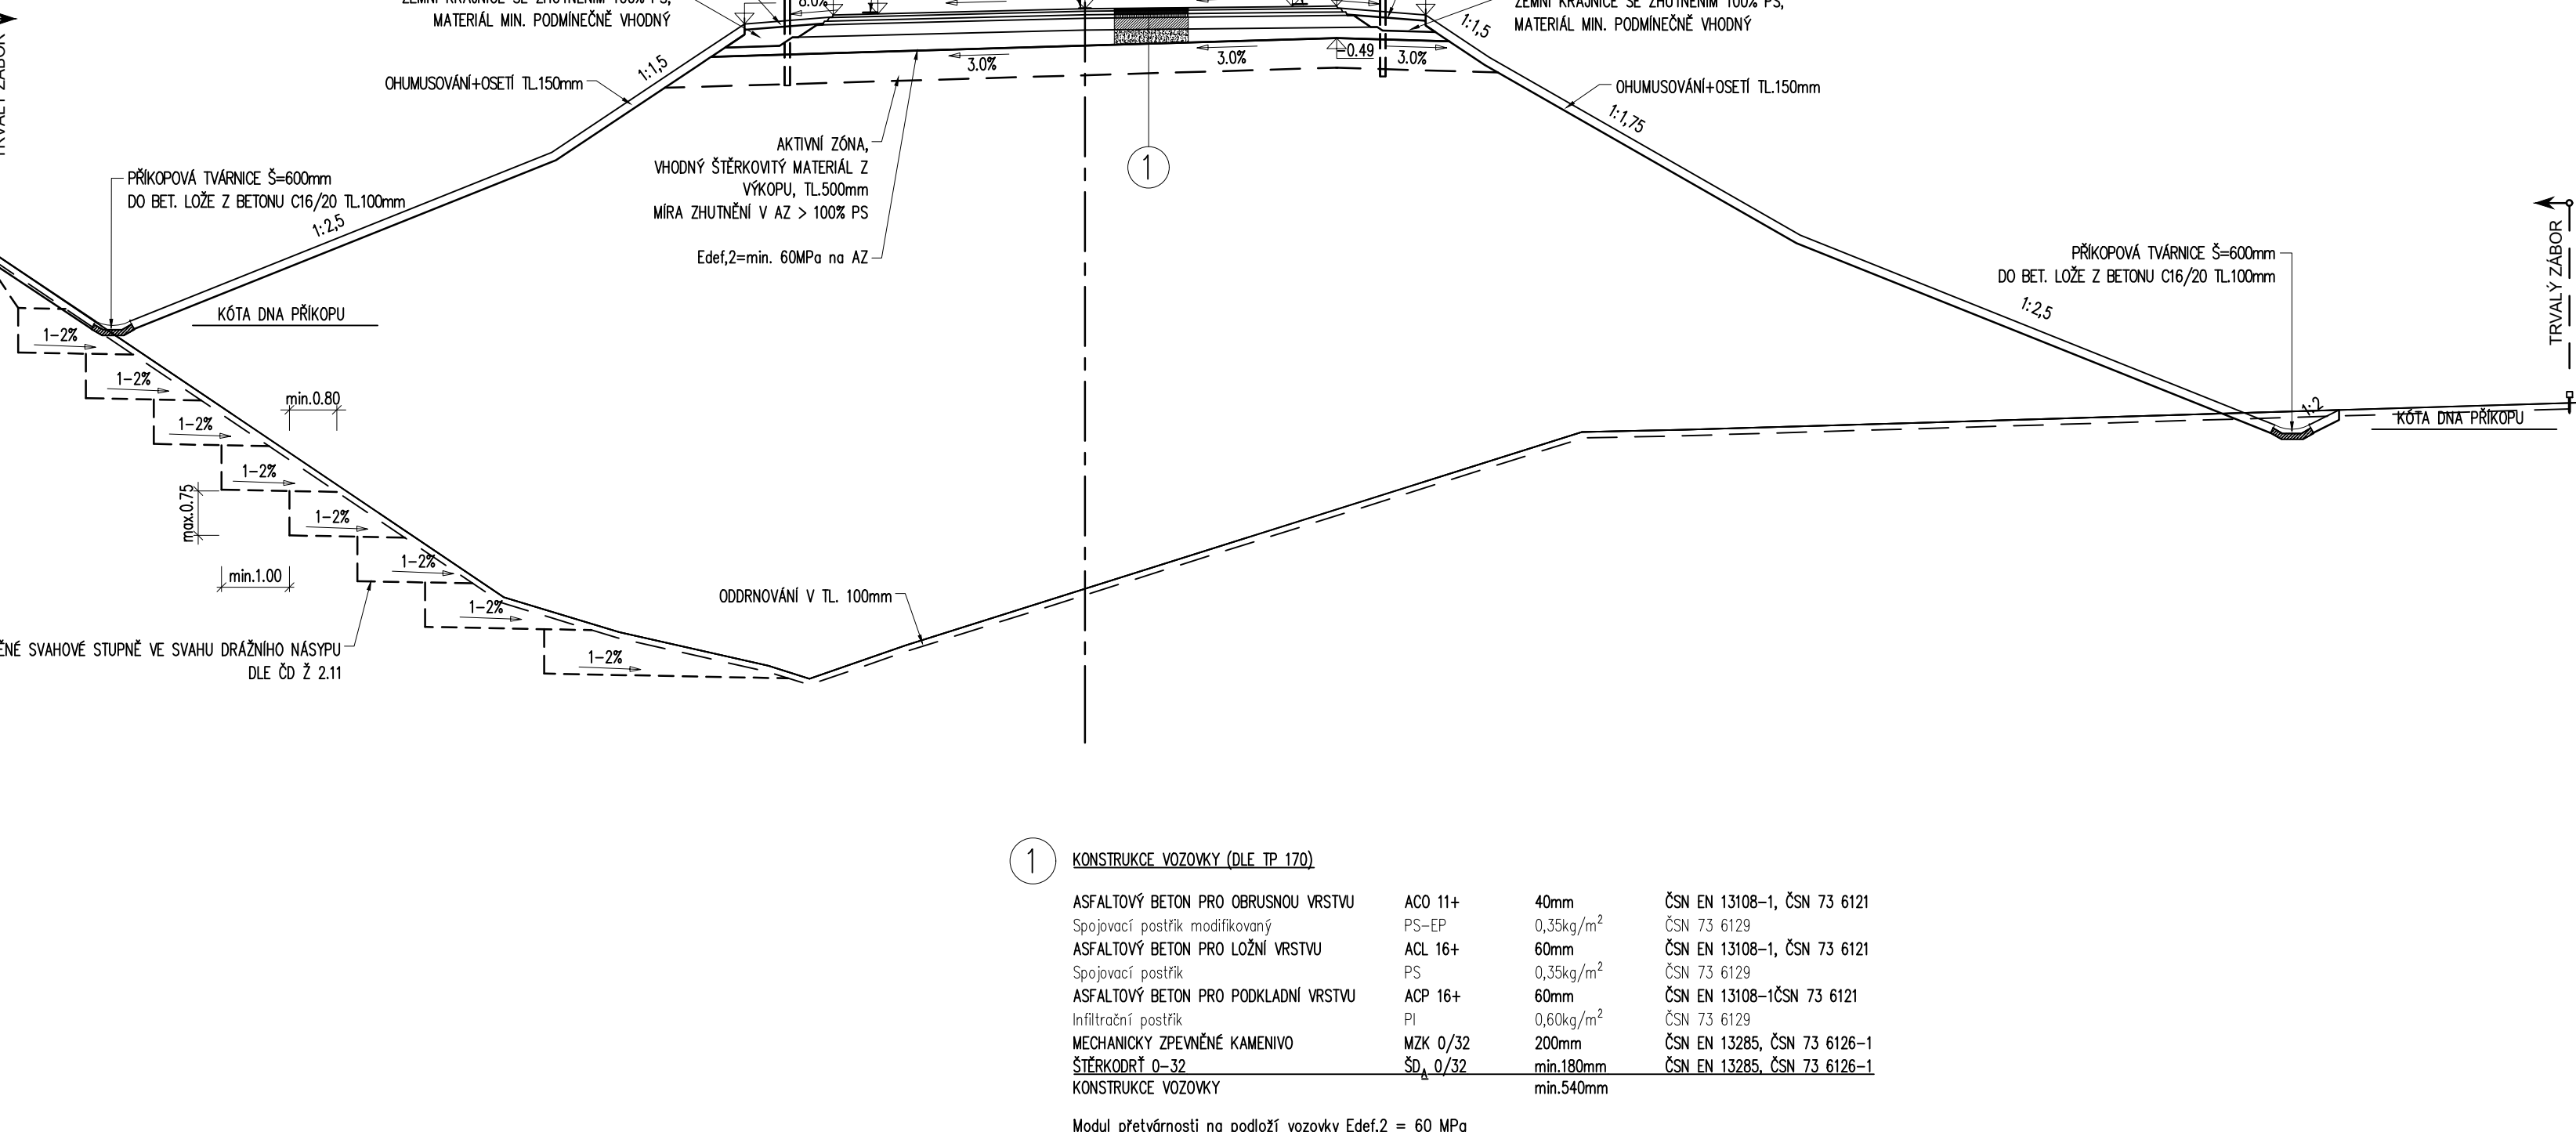 8.0%
MATERIÁL MIN. PODMÍNEČNĚ VHODNÝ
ZEMNÍ KRAJNICE SE ZHUTNĚNÍM 100% PS,
MATERIÁL MIN. PODMÍNEČNĚ VHODNÝ
1:1,5
1:1,5
3.0%
3.0%
-0.49
3.0%
OHUMUSOVÁNÍ+OSETÍ TL.150mm
OHUMUSOVÁNÍ+OSETÍ TL.150mm
1:1,75
AKTIVNÍ ZÓNA,
VHODNÝ ŠTĚRKOVITÝ MATERIÁL Z
VÝKOPU, TL.500mm
MÍRA ZHUTNĚNÍ V AZ > 100% PS
Edef,2=min. 60MPa na AZ
1
PŘÍKOPOVÁ TVÁRNICE Š=600mm
DO BET. LOŽE Z BETONU C16/20 TL.100mm
1:2,5
PŘÍKOPOVÁ TVÁRNICE Š=600mm
DO BET. LOŽE Z BETONU C16/20 TL.100mm
TRVALÝ ZÁBOR
1:2,5
1:2
KÓTA DNA PŘÍKOPU
KÓTA DNA PŘÍKOPU
1-2%
1-2%
min.0.80
1-2%
1-2%
max.0.75
1-2%
1-2%
min.1.00
1-2%
1-2%
ODDRNOVÁNÍ V TL. 100mm
SVAHOVÉ STUPNĚ VE SVAHU DRÁŽNÍHO NÁSYPU
DLE ČD Ž 2.11
1 KONSTRUKCE VOZOVKY (DLE TP 170)
ASFALTOVÝ BETON PRO OBRUSNOU VRSTVU ACO 11+ 40mm ČSN EN 13108-1, ČSN 73 6121
Spojovací postřik modifikovaný PS-EP 0,35kg/m² ČSN 73 6129
ASFALTOVÝ BETON PRO LOŽNÍ VRSTVU ACL 16+ 60mm ČSN EN 13108-1, ČSN 73 6121
Spojovací postřik PS 0,35kg/m² ČSN 73 6129
ASFALTOVÝ BETON PRO PODKLADNÍ VRSTVU ACP 16+ 60mm ČSN EN 13108-1ČSN 73 6121
Infiltrační postřik PI 0,60kg/m² ČSN 73 6129
MECHANICKY ZPEVNĚNÉ KAMENIVO MZK 0/32 200mm ČSN EN 13285, ČSN 73 6126-1
ŠTĚRKODRŤ 0-32 ŠDA 0/32 min.180mm ČSN EN 13285, ČSN 73 6126-1
KONSTRUKCE VOZOVKY min.540mm
Modul přetvárnosti na podloží vozovky Edef,2 = 60 MPa